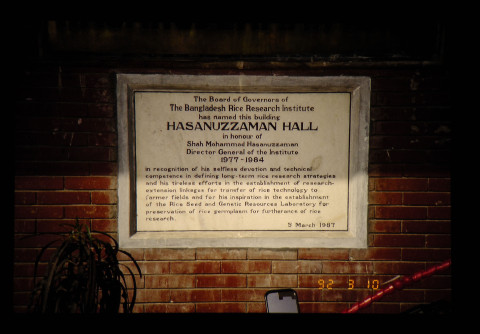 The Board of Governors of
The Bangladesh Rice Research Institute
has named this building
HASANUZZAMAN HALL
in honour of
Shah Mohammad Hasanuzzaman
Director General of the Institute
1977-1984
in recognition of his selfless devotion and technical
competence in defining long-term rice research strategies
and his tireless efforts in the establishment of research-
extension linkages for transfer of rice technology to
farmer fields and for his inspiration in the establishment
of the Rice Seed and Genetic Resources Laboratory for
preservation of rice germplasm for furtherance of rice
research.
5 March 1987
92 3 10